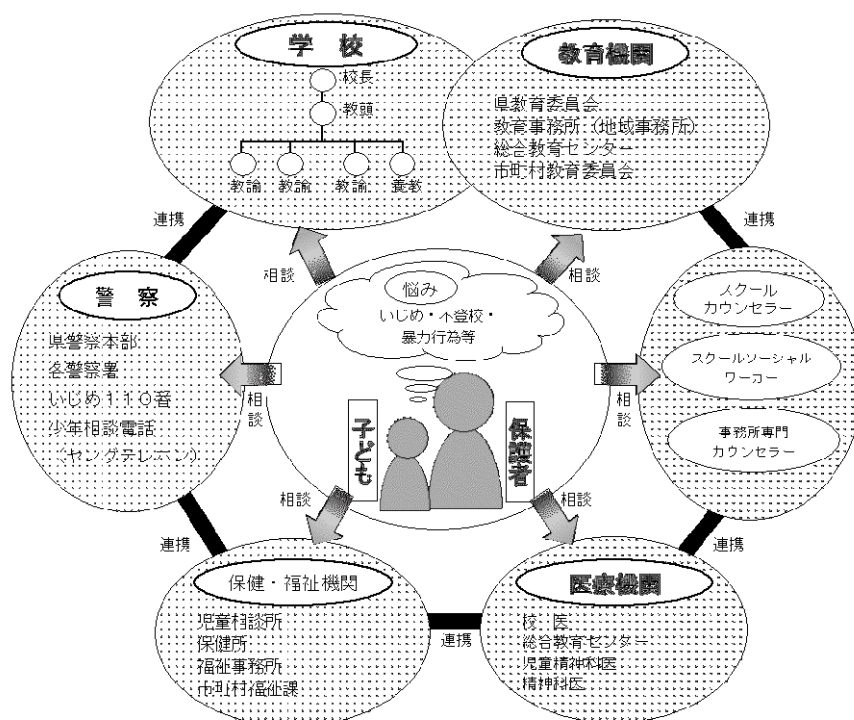 学 校
校長
教頭
教諭 教諭 教諭 養教
教育機関
県教育委員会
教育事務所（地域事務所）
総合教育センター
市町村教育委員会
連携
連携
相談
相談
悩み
いじめ・不登校・
暴力行為等
警 察
県警察本部
各警察署
いじめ１１０番
少年相談電話
（ヤングテレホン）
相談
相談
スクール
カウンセラー
スクールソーシャル
ワーカー
事務所専門
カウンセラー
子ども
保護者
相談
相談
連携
連携
保健・福祉機関
児童相談所
保健所
福祉事務所
市町村福祉課
連携
医療機関
校 医
総合教育センター
児童精神科医
精神科医